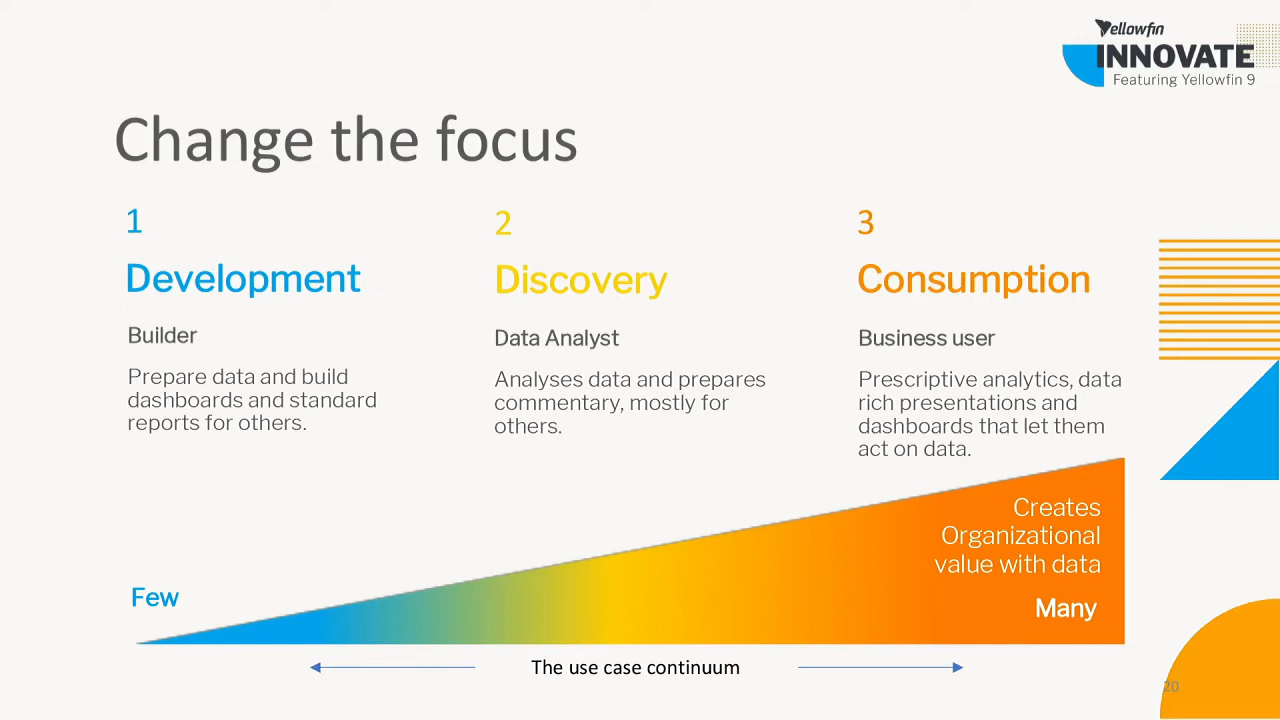 Yellowfin
INNOVATE
Featuring Yellowfin 9
Change the focus
1
Development
Builder
Prepare data and build
dashboards and standard
reports for others.
2
Discovery
Data Analyst
Analyses data and prepares
commentary, mostly for
others.
3
Consumption
Business user
Prescriptive analytics, data
rich presentations and
dashboards that let them
act on data.
Creates
Organizational
value with data
Few
Many
The use case continuum
20